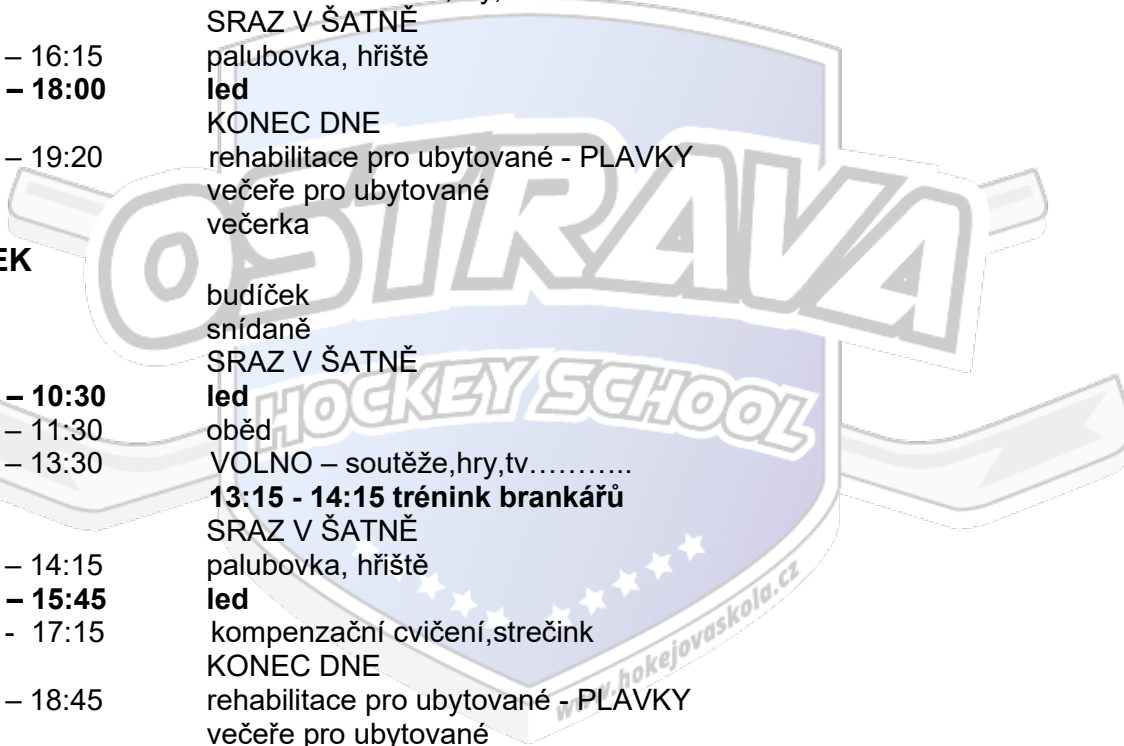 SRAZ V ŠATNĚ
– 16:15 palubovka, hřiště
– 18:00 led
KONEC DNE
– 19:20 rehabilitace pro ubytované - PLAVKY
večeře pro ubytované
večerka
EK
budíček
snídaně
SRAZ V ŠATNĚ
– 10:30 led
– 11:30 oběd
– 13:30 VOLNO – soutěže,hry,tv………..
13:15 - 14:15 trénink brankářů
SRAZ V ŠATNĚ
– 14:15 palubovka, hřiště
– 15:45 led
- 17:15 kompenzační cvičení,strečink
KONEC DNE
– 18:45 rehabilitace pro ubytované - PLAVKY
večeře pro ubytované
OSTRAVA
HOCKEY SCHOOL
www.hokejovaskola.cz